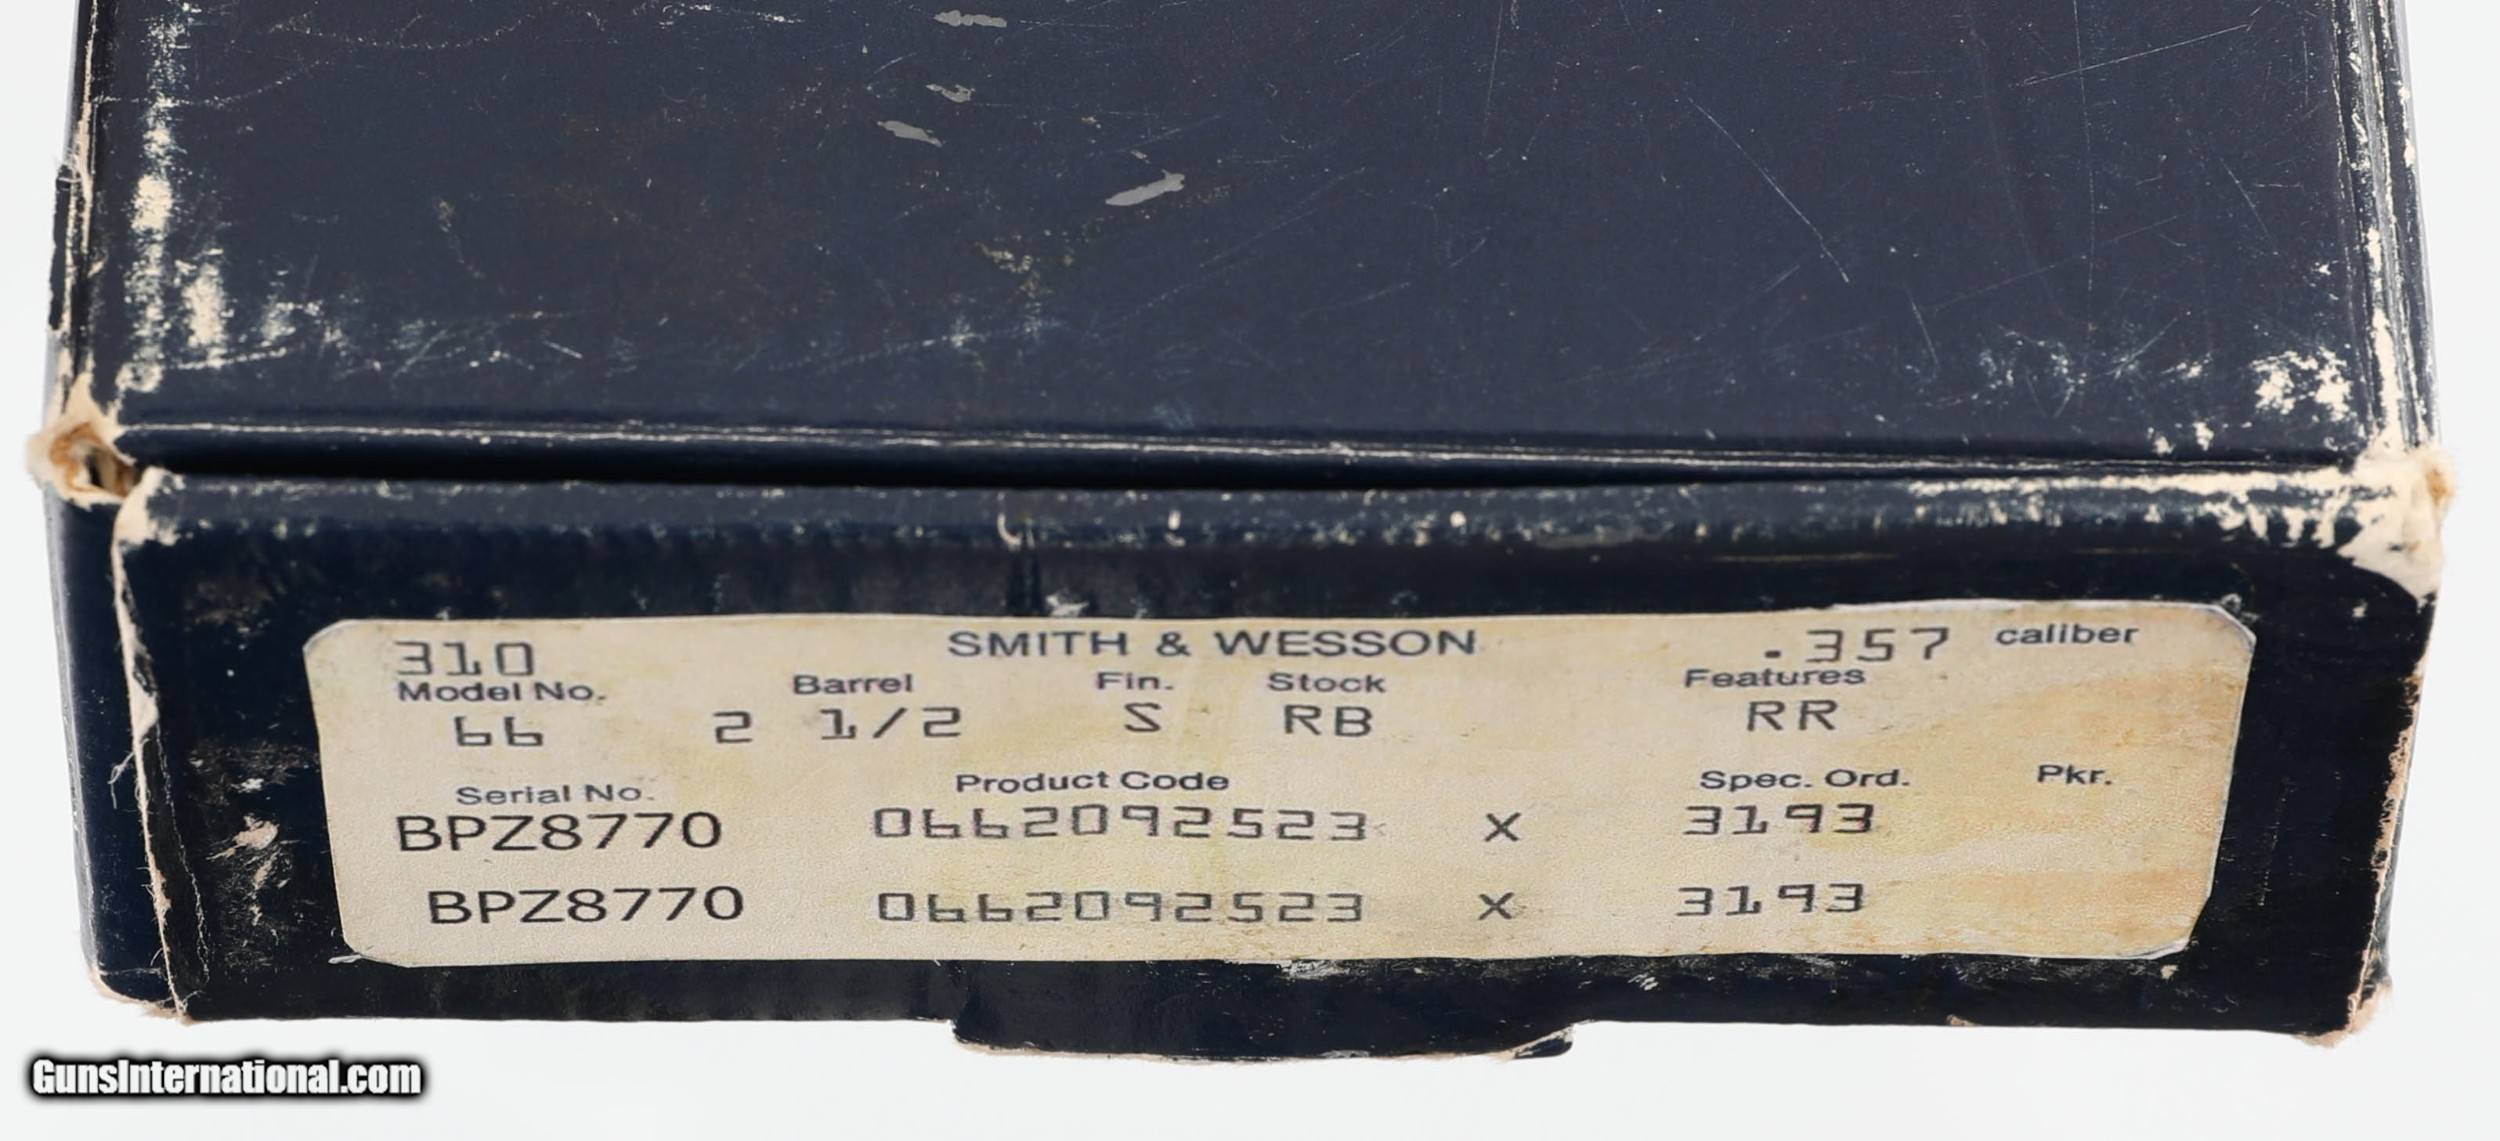 310 SMITH & WESSON .357 caliber
Model No. Barrel Fin. Stock Features
66 2 1/2 S RB RR
Serial No. Product Code Spec. Ord. Pkr.
BPZ8770 0662092523 X 3193
BPZ8770 0662092523 X 3193
GunsInternational.com